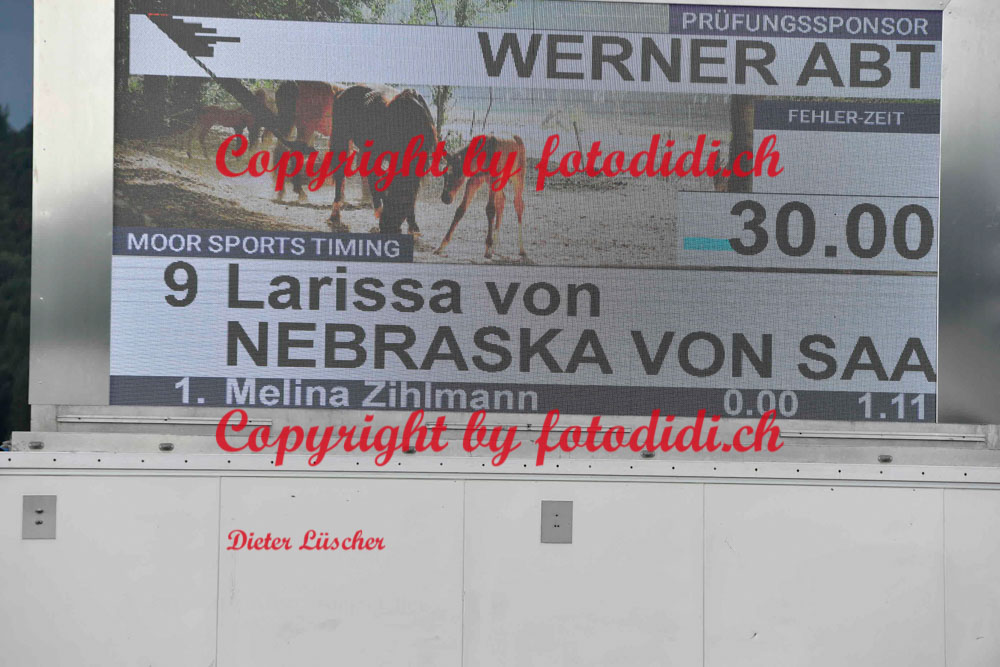 PRÜFUNGSSPONSOR
WERNER ABT
FEHLER-ZEIT
Copyright by fotodidi.ch
30.00
MOOR SPORTS TIMING
9 Larissa von
NEBRASKA VON SAA
1. Melina Zihlmann 0.00 1.11
Copyright by fotodidi.ch
Dieter Lüscher